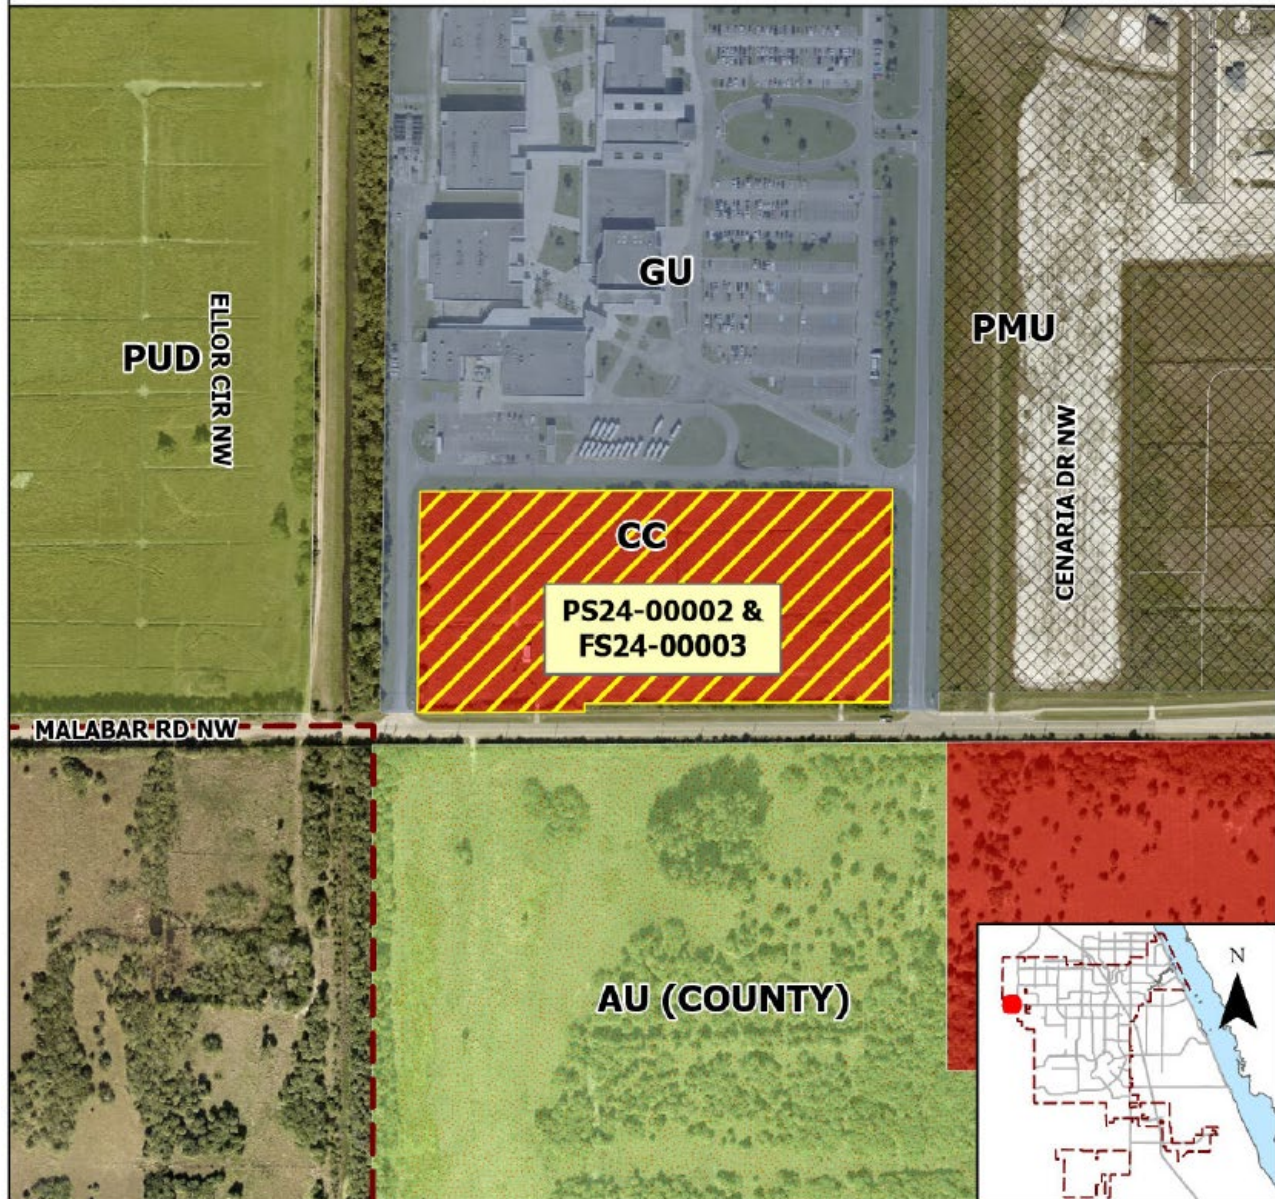 GU
PMU
PUD
ELLOR CIR NW
CENARIA DR NW
CC
PS24-00002 &
FS24-00003
MALABAR RD NW
AU (COUNTY)
N